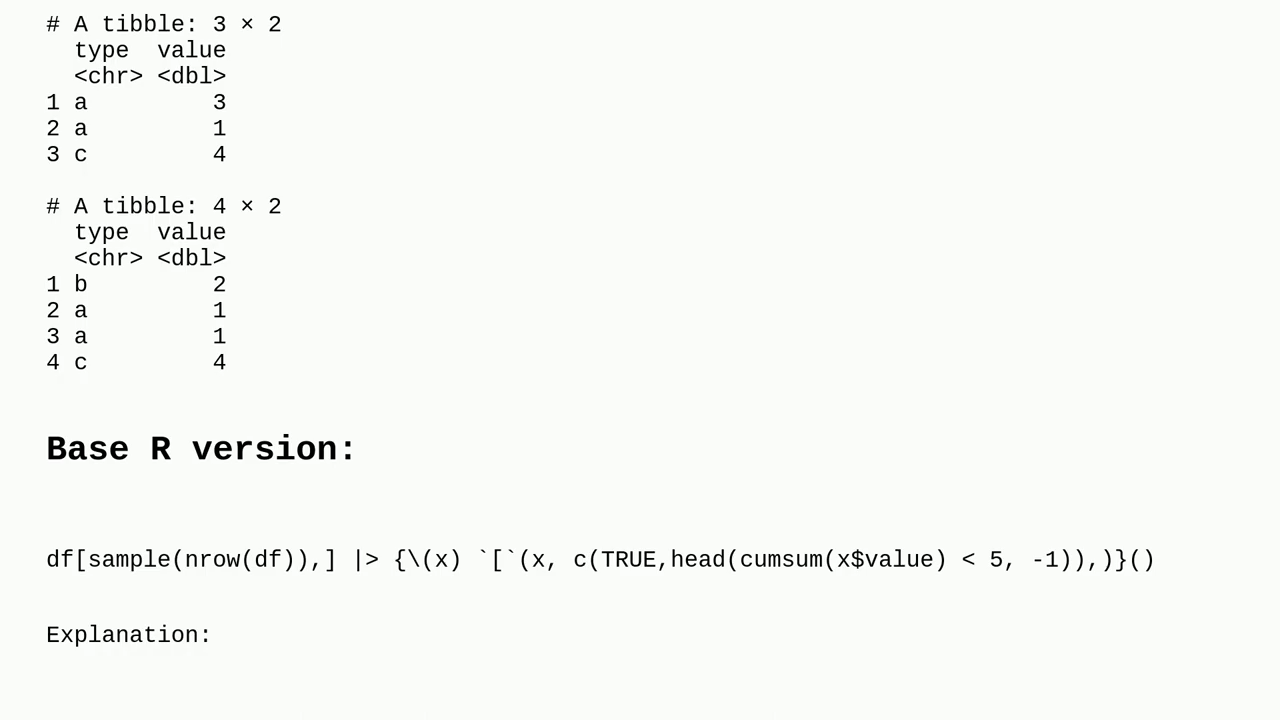 # A tibble: 3 × 2
  type  value
  <chr> <dbl>
1 a         3
2 a         1
3 c         4
# A tibble: 4 × 2
  type  value
  <chr> <dbl>
1 b         2
2 a         1
3 a         1
4 c         4
Base R version:
df[sample(nrow(df)),] |> {\(x) `[`(x, c(TRUE,head(cumsum(x$value) < 5, -1)),)}()
Explanation: